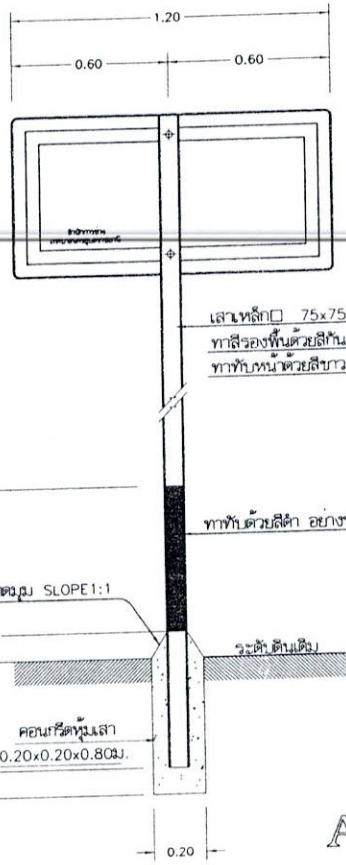 1.20
0.60
0.60
เสาเหล็ก□ 75x75
ทาสีรองพื้นด้วยสีกัน
ทาทับหน้าด้วยสีขาว
ทาทับด้วยสีดำ อย่าง
มุม SLOPE1:1
ระดับดินเดิม
คอนกรีตหุ้มเสา
0.20x0.20x0.80ม.
0.20
A